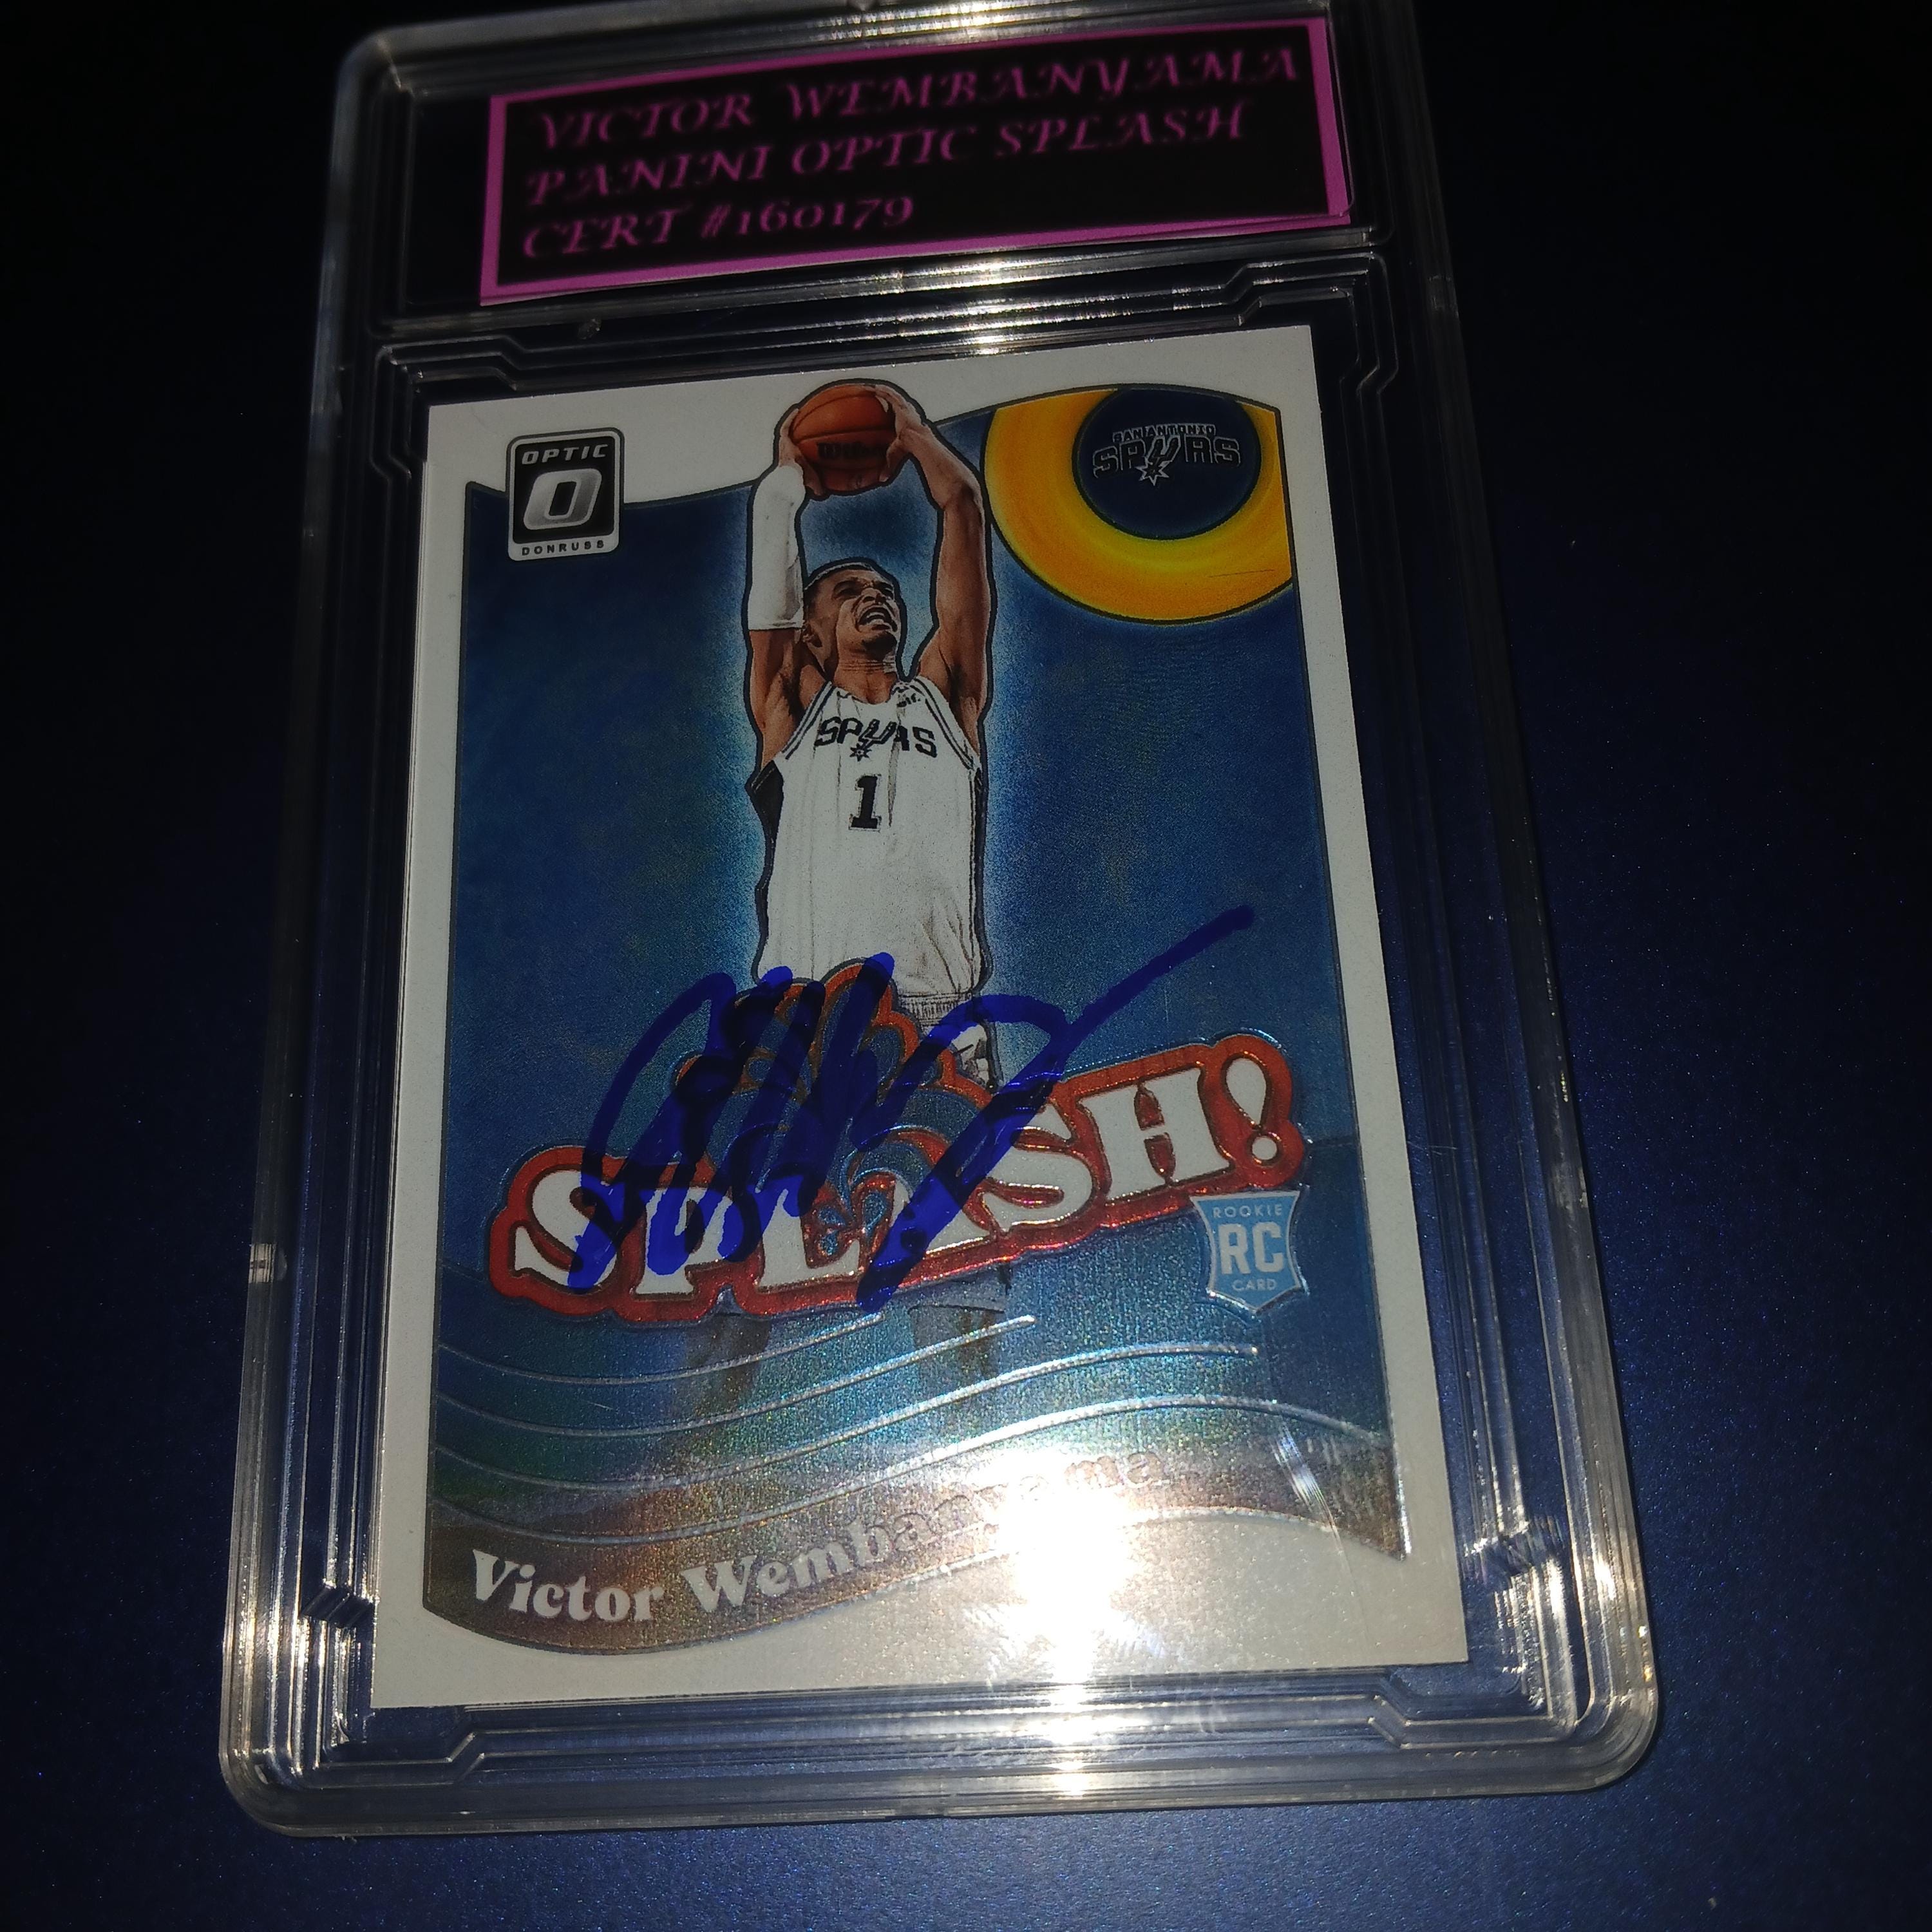 VICTOR WEMBANYAMA
PANINI OPTIC SPLASH
CERT #160179
OPTIC
O
DONRUSS
SAN ANTONIO
SPURS
SPURS
1
SPLASH!
ROOKIE
RC
CARD
Victor Wembanyama